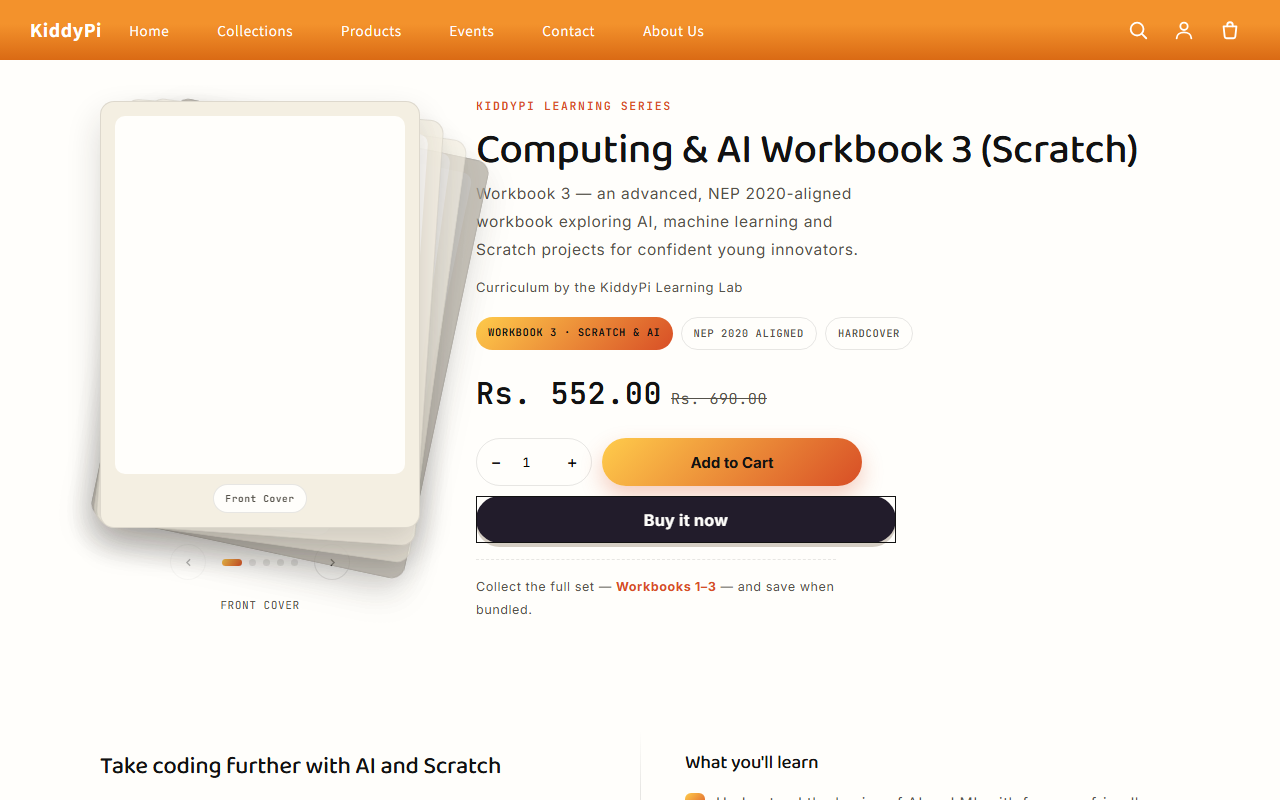 KiddyPi Home Collections Products Events Contact About Us
KIDDYPI LEARNING SERIES
Computing & AI Workbook 3 (Scratch)
Workbook 3 — an advanced, NEP 2020-aligned
workbook exploring AI, machine learning and
Scratch projects for confident young innovators.
Curriculum by the KiddyPi Learning Lab
WORKBOOK 3 · SCRATCH & AI NEP 2020 ALIGNED HARDCOVER
Rs. 552.00 Rs. 690.00
− 1 + Add to Cart
Front Cover
Buy it now
‹ ›
Collect the full set — Workbooks 1–3 — and save when
bundled.
FRONT COVER
Take coding further with AI and Scratch
What you'll learn